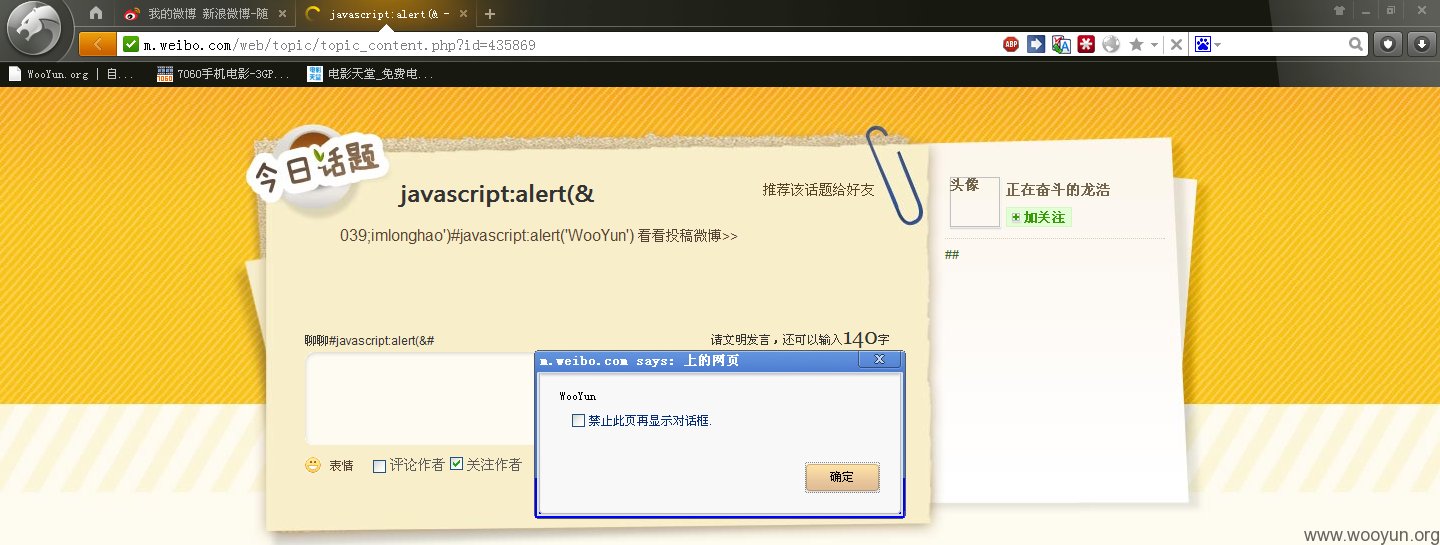 我的微博 新浪微博-随
javascript:alert(& -
m.weibo.com/web/topic/topic_content.php?id=435869
ABP
WooYun.org | 自...
7060手机电影-3GP...
电影天堂_免费电...
今日话题
javascript:alert(&
推荐该话题给好友
039;imlonghao')#javascript:alert('WooYun') 看看投稿微博>>
头像
正在奋斗的龙浩
加关注
##
聊聊#javascript:alert(&#
请文明发言，还可以输入140字
m.weibo.com says: 上的网页
WooYun
禁止此页再显示对话框.
确定
表情
评论作者
关注作者
www.wooyun.org